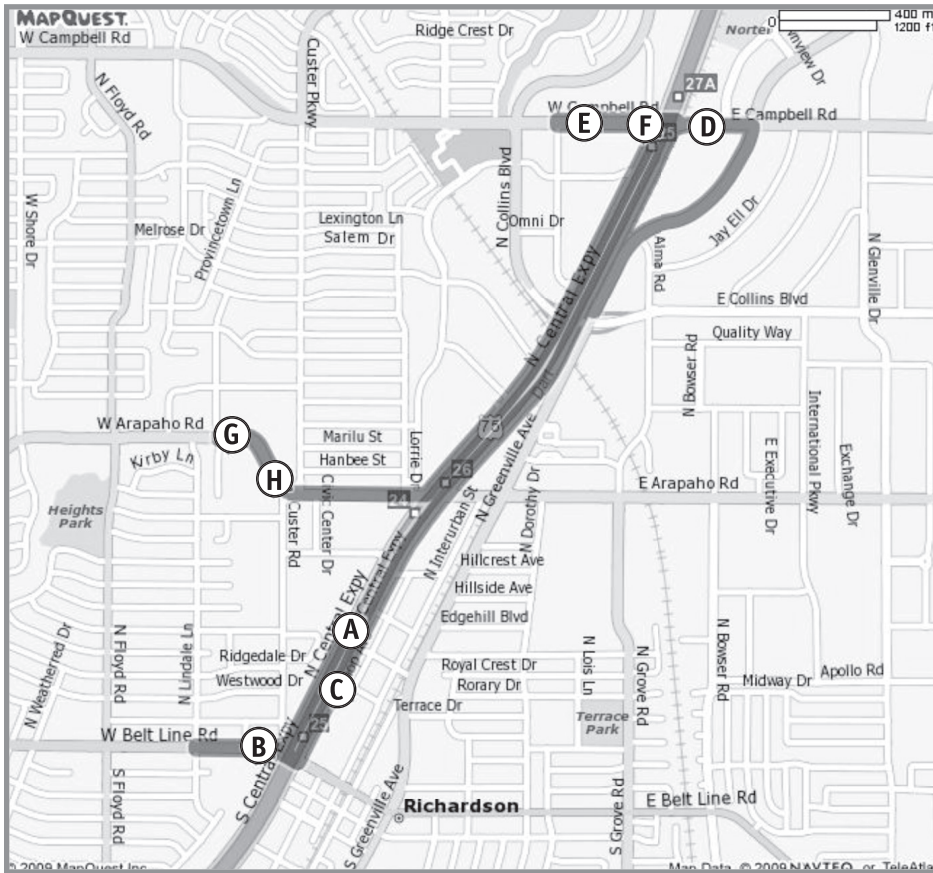 MAPQUEST.
W Campbell Rd
Ridge Crest Dr
Custer Pkwy
0
400 m
1200 f
N Floyd Rd
27A
W Campbell Rd
E Campbell Rd
E
F
D
N Collins Blvd
W Shore Dr
Provincetown Ln
Melrose Dr
Lexington Ln
Salem Dr
Omni Dr
Jay Ell Dr
Alma Rd
N Glenville Dr
N Central Expy
E Collins Blvd
Quality Way
Dart
N Bowser Rd
W Arapaho Rd
G
Marilu St
Hanbee St
Lorrie Dr
75
Kirby Ln
H
26
24
N Greenville Ave
N Interurban St
N Dorothy Dr
E Arapaho Rd
E Executive Dr
International Pkwy
Exchange Dr
Heights
Park
Custer Rd
Civic Center Dr
Hillcrest Ave
Hillside Ave
Edgehill Blvd
N Central Expy
A
N Weatherred Dr
N Floyd Rd
N Lindale Ln
Ridgedale Dr
Westwood Dr
C
Royal Crest Dr
Rorary Dr
Terrace Dr
N Lois Ln
N Grove Rd
N Bowser Rd
Apollo Rd
Midway Dr
Terrace
Park
W Belt Line Rd
B
25
S Central Expy
S Floyd Rd
S Greenville Ave
Richardson
S Grove Rd
E Belt Line Rd
2009 MapQuest Inc
Map Data © 2009 NAVTEQ or TeleAtla